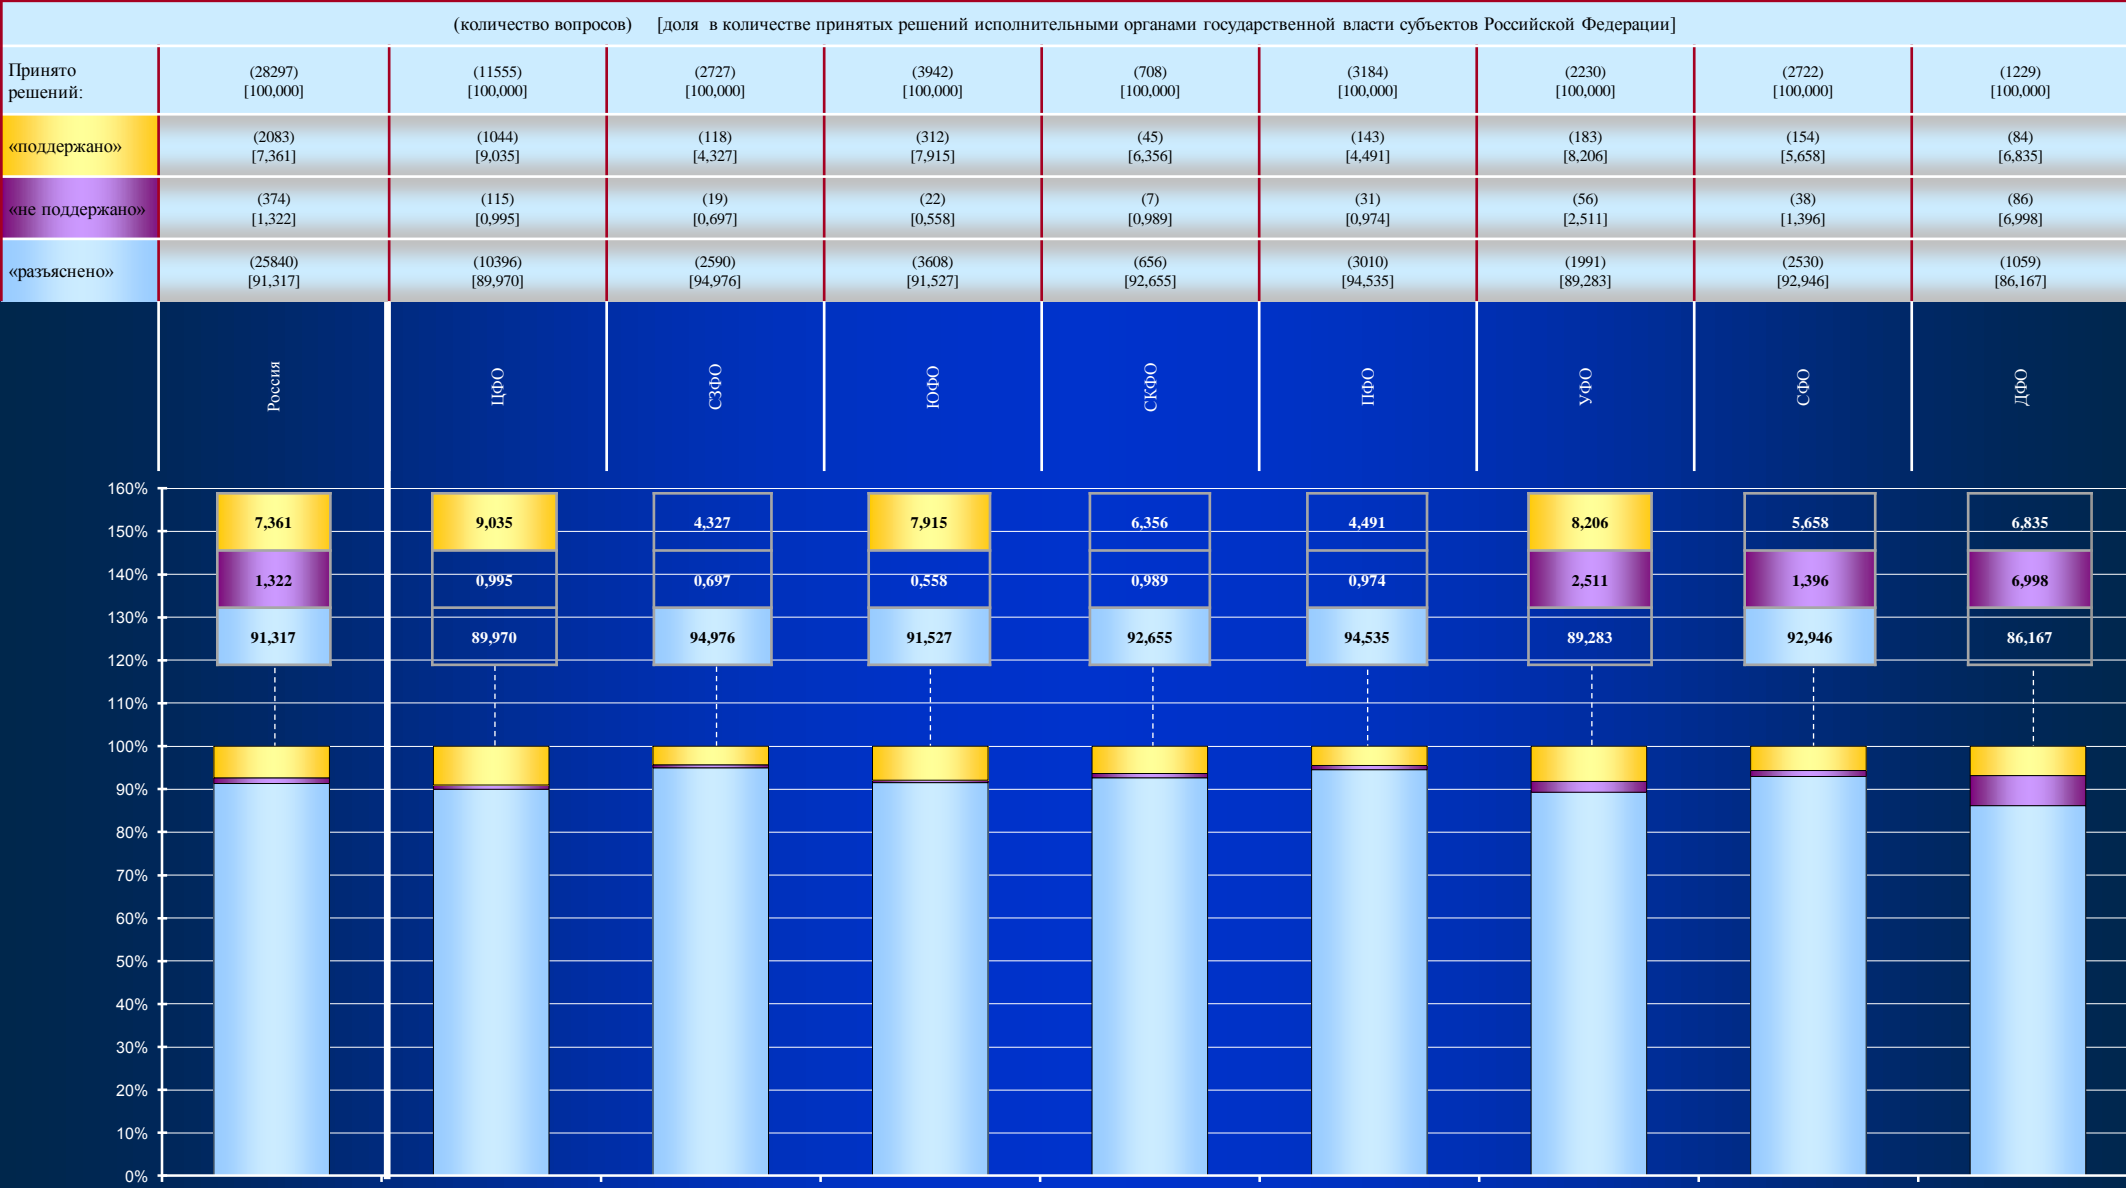 (количество вопросов) [доля в количестве принятых решений исполнительными органами государственной власти субъектов Российской Федерации]
Принято решений: (28297) (11555) (2727) (3942) (708) (3184) (2230) (2722) (1229)
[100,000] [100,000] [100,000] [100,000] [100,000] [100,000] [100,000] [100,000] [100,000]
«поддержано» (2083) (1044) (118) (312) (45) (143) (183) (154) (84)
[7,361] [9,035] [4,327] [7,915] [6,356] [4,491] [8,206] [5,658] [6,835]
«не поддержано» (374) (115) (19) (22) (7) (31) (56) (38) (86)
[1,322] [0,995] [0,697] [0,558] [0,989] [0,974] [2,511] [1,396] [6,998]
«разъяснено» (25840) (10396) (2590) (3608) (656) (3010) (1991) (2530) (1059)
[91,317] [89,970] [94,976] [91,527] [92,655] [94,535] [89,283] [92,946] [86,167]
Россия ЦФО СЗФО ЮФО СКФО ПФО УФО СФО ДФО
160%
7,361 9,035 4,327 7,915 6,356 4,491 8,206 5,658 6,835
150%
140%
1,322 0,995 0,697 0,558 0,989 0,974 2,511 1,396 6,998
130%
91,317 89,970 94,976 91,527 92,655 94,535 89,283 92,946 86,167
120%
110%
100%
90%
80%
70%
60%
50%
40%
30%
20%
10%
0%